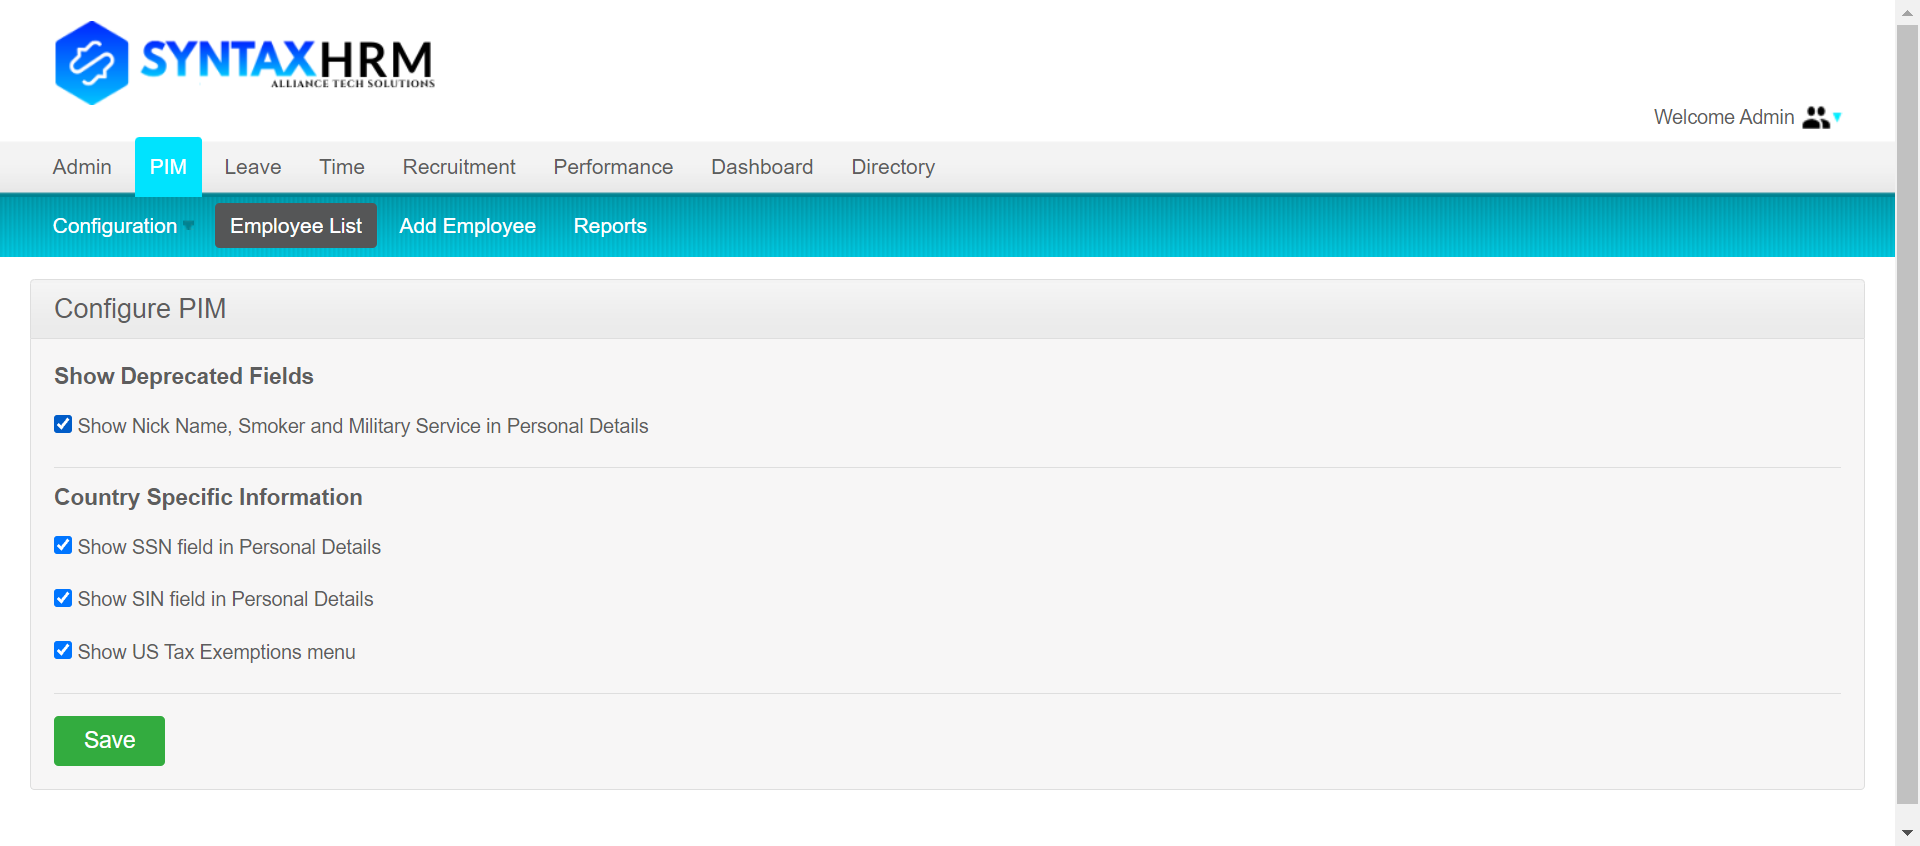 SYNTAXHRM
ALLIANCE TECH SOLUTIONS
Welcome Admin
Admin PIM Leave Time Recruitment Performance Dashboard Directory
Configuration Employee List Add Employee Reports
Configure PIM
Show Deprecated Fields
Show Nick Name, Smoker and Military Service in Personal Details
Country Specific Information
Show SSN field in Personal Details
Show SIN field in Personal Details
Show US Tax Exemptions menu
Save